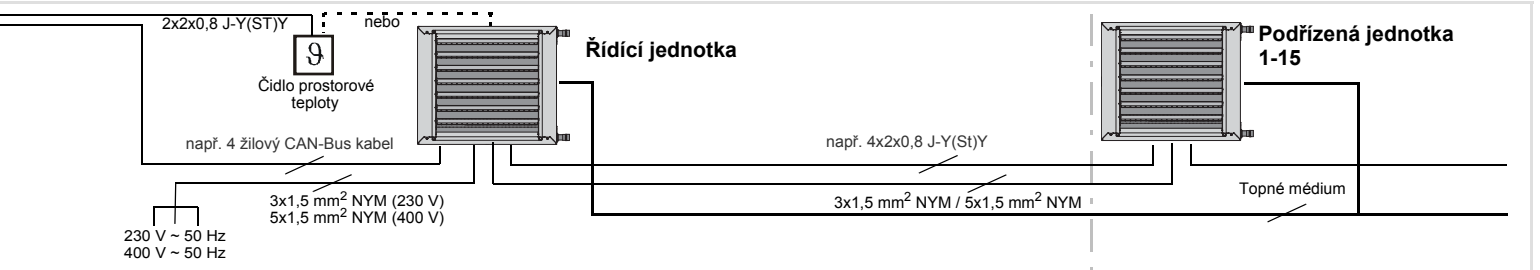 2x2x0,8 J-Y(ST)Y
nebo
ϑ
Čidlo prostorové
teploty
Řídící jednotka
Podřízená jednotka
1-15
např. 4 žilový CAN-Bus kabel
např. 4x2x0,8 J-Y(St)Y
3x1,5 mm² NYM (230 V)
5x1,5 mm² NYM (400 V)
3x1,5 mm² NYM / 5x1,5 mm² NYM
Topné médium
230 V ~ 50 Hz
400 V ~ 50 Hz